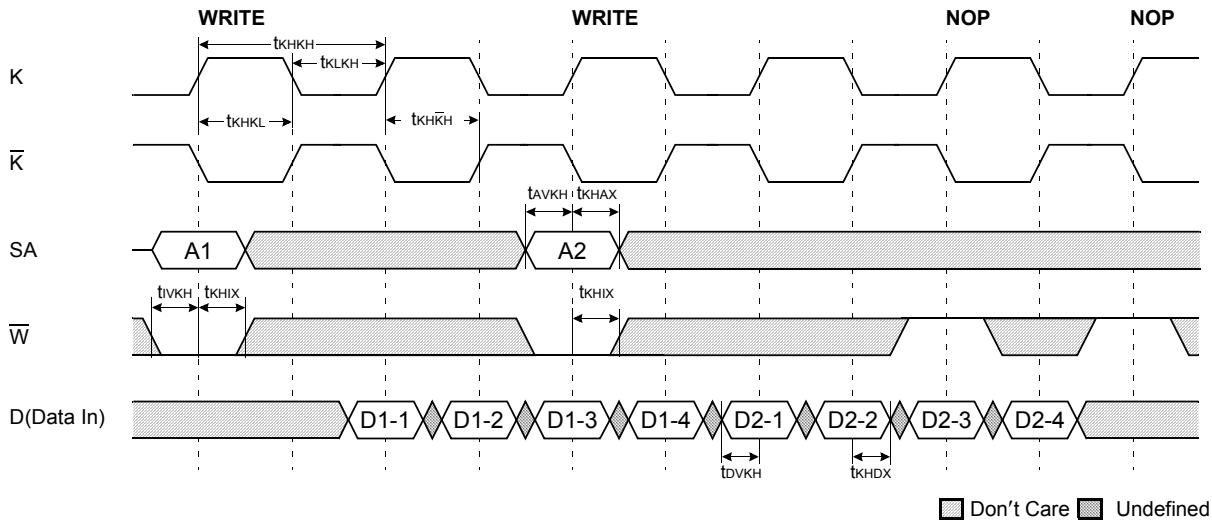 WRITE WRITE NOP NOP
tKHKH
tKLKH
K
tKHKL tKHK̅H
K̅
tAVKH tKHAX
SA A1 A2
tIVKH tKHIX tKHIX
W̅
D(Data In) D1-1 D1-2 D1-3 D1-4 D2-1 D2-2 D2-3 D2-4
tDVKH tKHDX
Don't Care Undefined